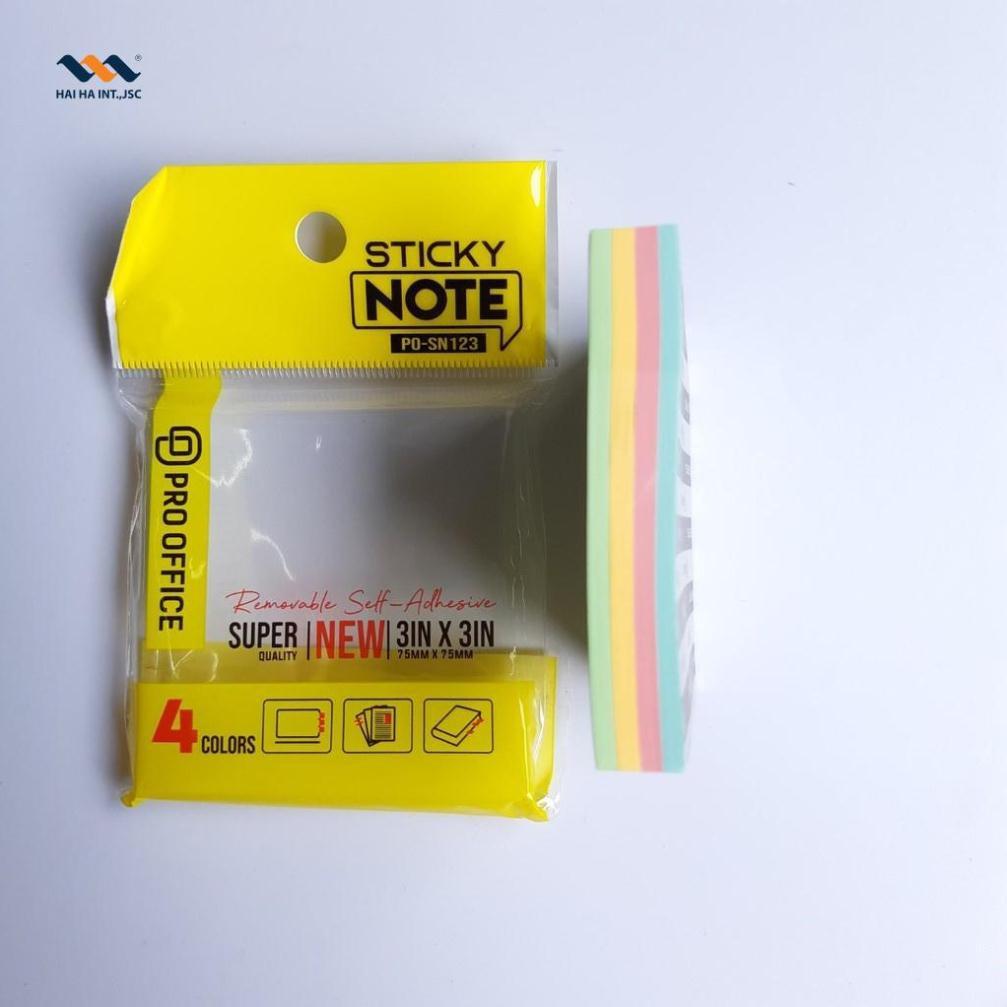 HAI HA INT.,JSC
STICKY
NOTE
PO-SN123
PRO OFFICE
Removable Self-Adhesive
SUPER
QUALITY
NEW
3IN X 3IN
75MM X 75MM
4 COLORS